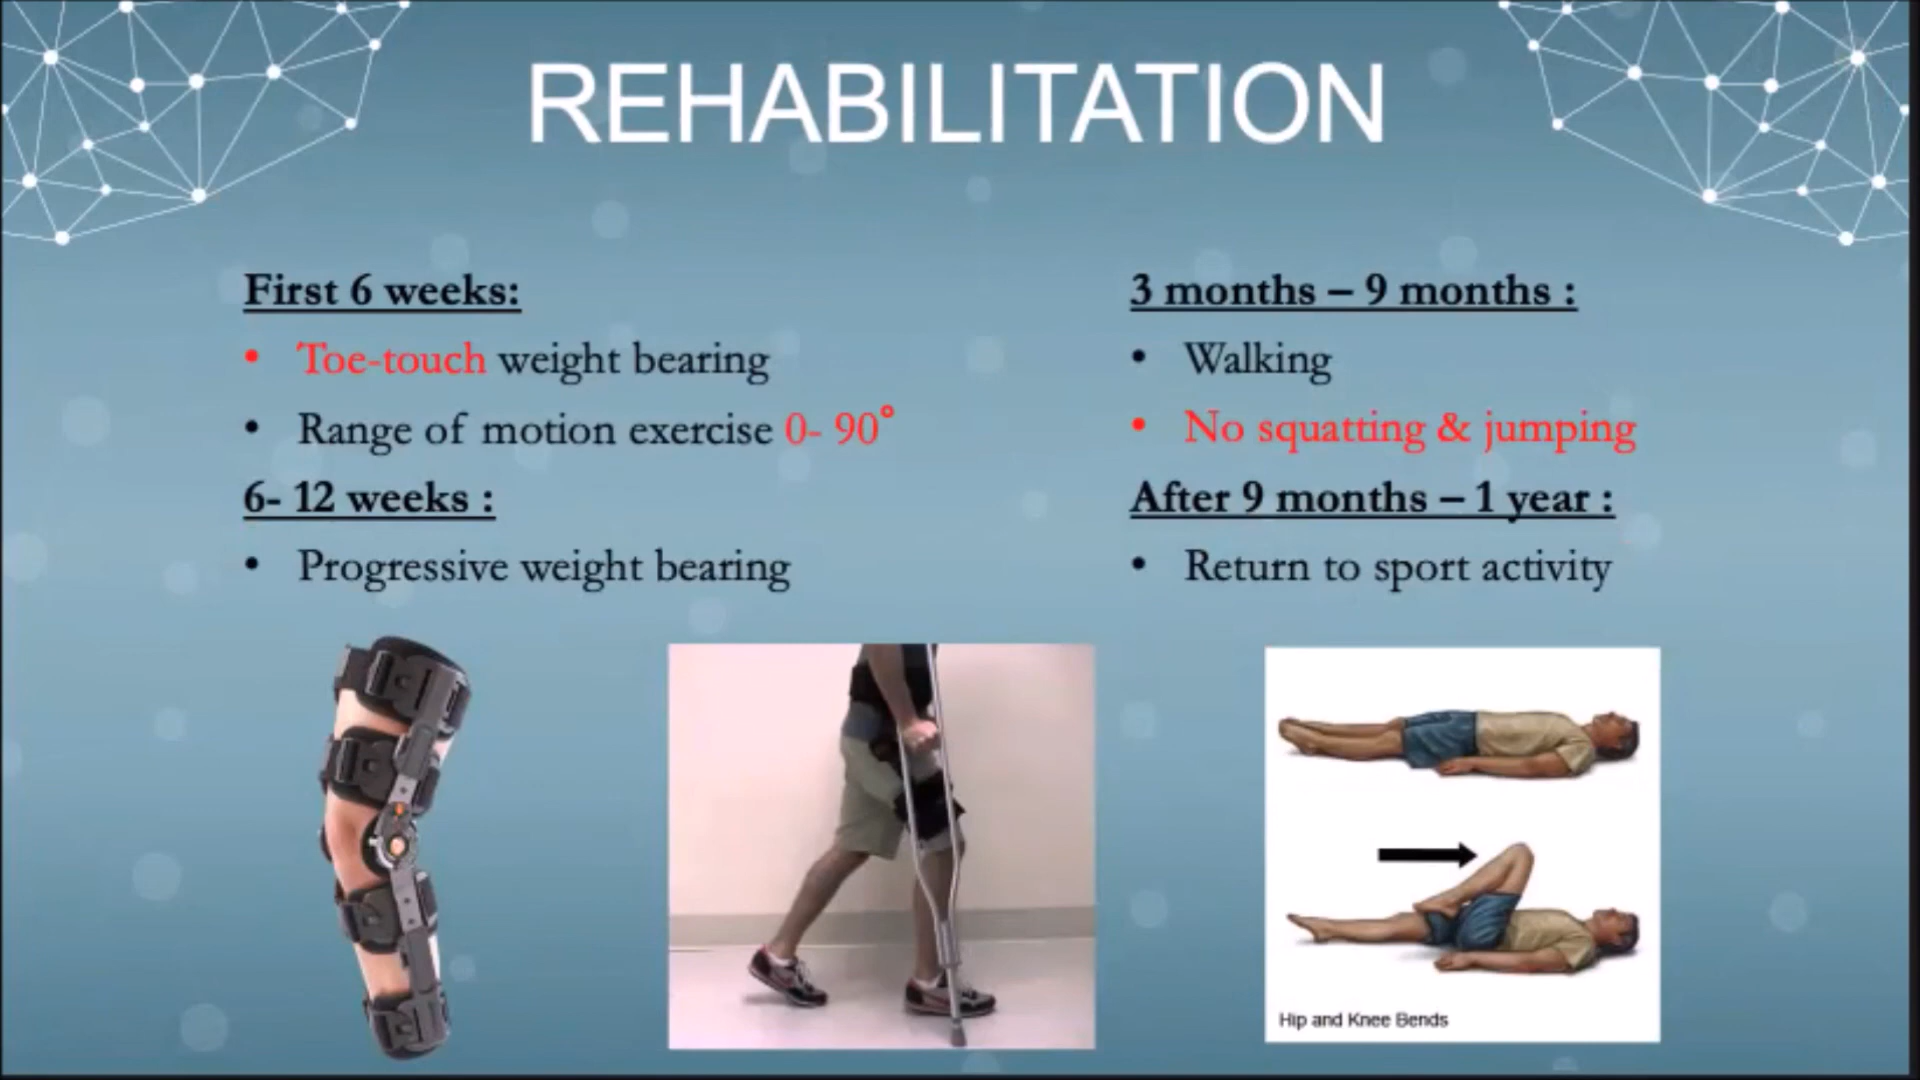 REHABILITATION
First 6 weeks:
• Toe-touch weight bearing
• Range of motion exercise 0- 90°
6- 12 weeks :
• Progressive weight bearing
3 months – 9 months :
• Walking
• No squatting & jumping
After 9 months – 1 year :
• Return to sport activity
Hip and Knee Bends